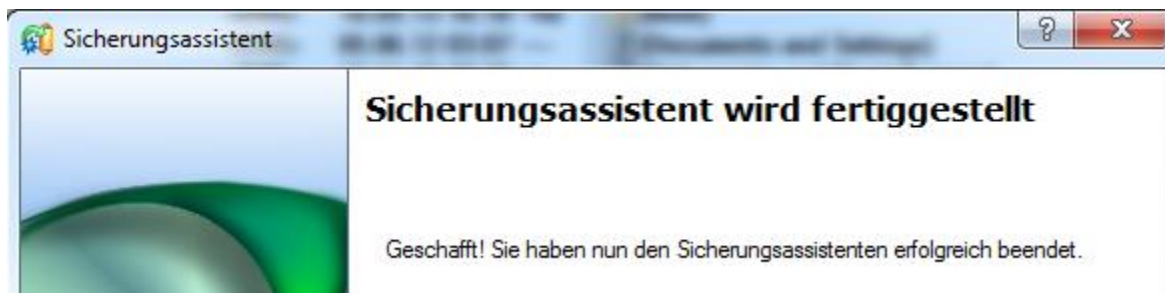 Sicherungsassistent
Sicherungsassistent wird fertiggestellt
Geschafft! Sie haben nun den Sicherungsassistenten erfolgreich beendet.